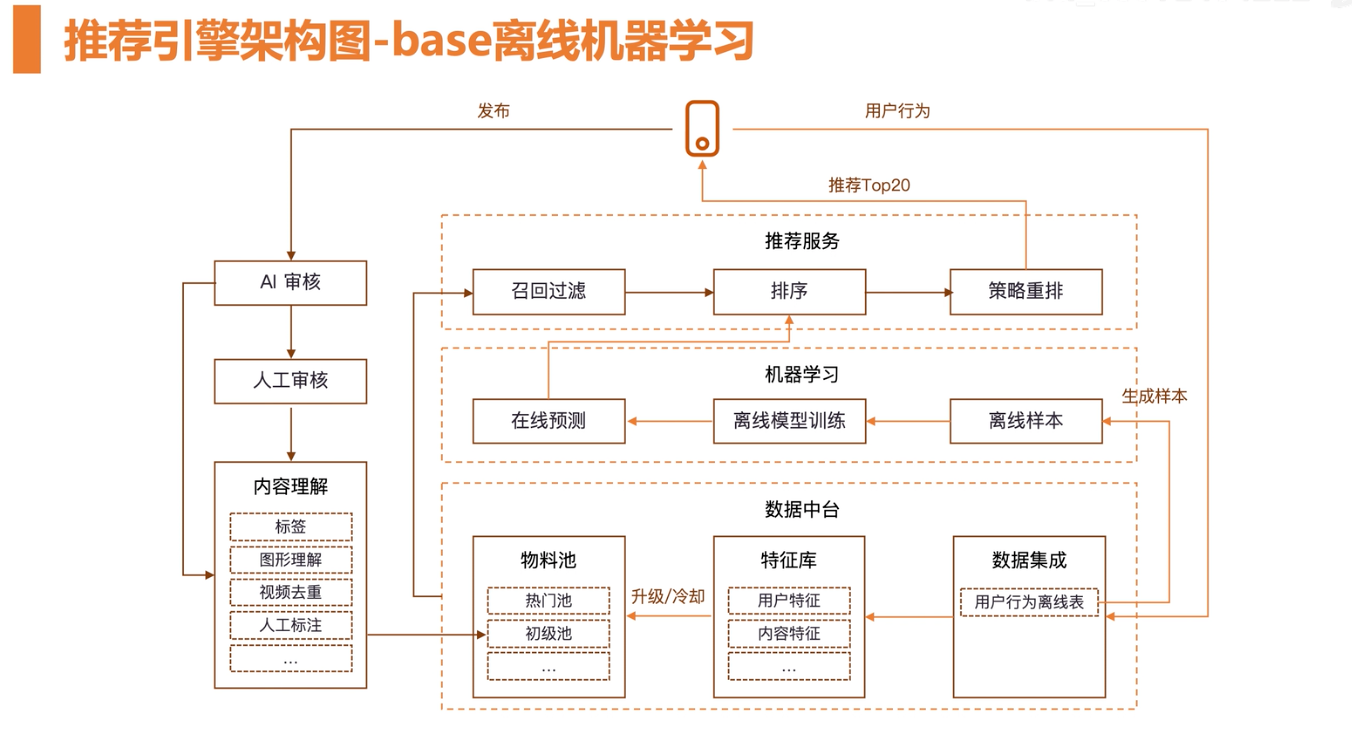 推荐引擎架构图-base离线机器学习
发布
用户行为
推荐Top20
推荐服务
AI 审核
召回过滤
排序
策略重排
人工审核
机器学习
生成样本
在线预测
离线模型训练
离线样本
内容理解
标签
图形理解
视频去重
人工标注
...
数据中台
物料池
热门池
初级池
...
升级/冷却
特征库
用户特征
内容特征
...
数据集成
用户行为离线表